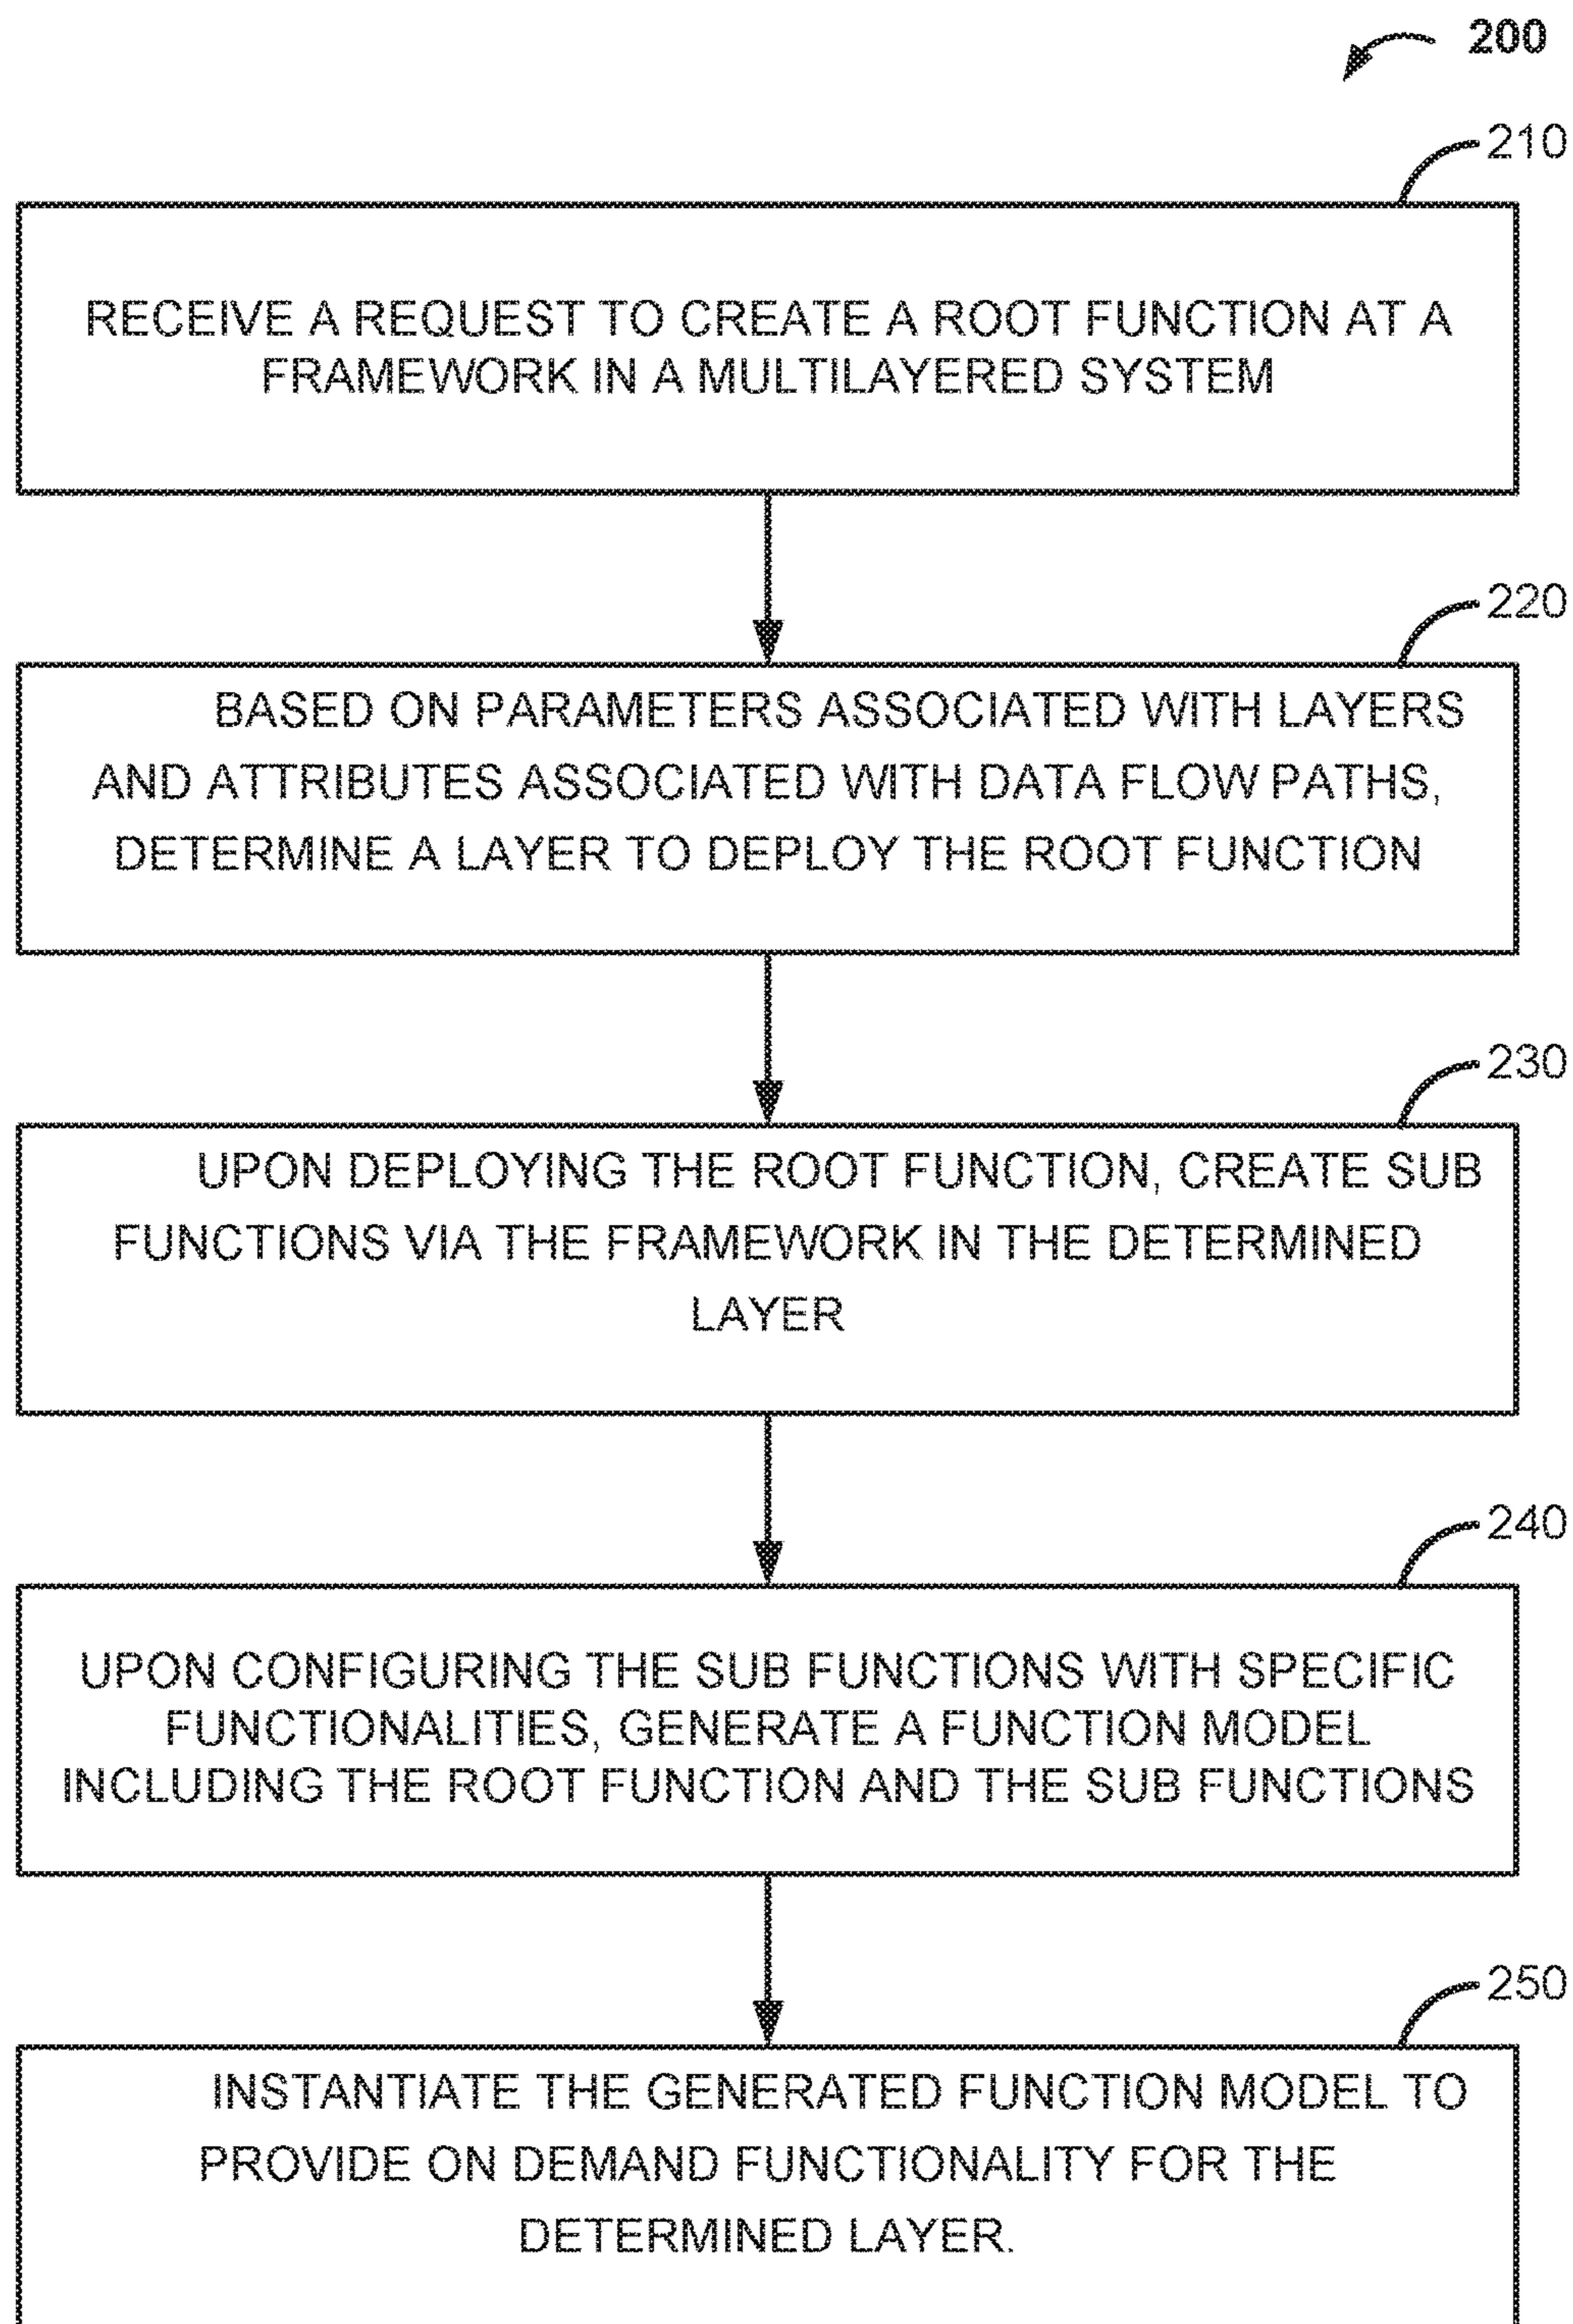 200
210
RECEIVE A REQUEST TO CREATE A ROOT FUNCTION AT A
FRAMEWORK IN A MULTILAYERED SYSTEM
220
BASED ON PARAMETERS ASSOCIATED WITH LAYERS
AND ATTRIBUTES ASSOCIATED WITH DATA FLOW PATHS,
DETERMINE A LAYER TO DEPLOY THE ROOT FUNCTION
230
UPON DEPLOYING THE ROOT FUNCTION, CREATE SUB
FUNCTIONS VIA THE FRAMEWORK IN THE DETERMINED
LAYER
240
UPON CONFIGURING THE SUB FUNCTIONS WITH SPECIFIC
FUNCTIONALITIES, GENERATE A FUNCTION MODEL
INCLUDING THE ROOT FUNCTION AND THE SUB FUNCTIONS
250
INSTANTIATE THE GENERATED FUNCTION MODEL TO
PROVIDE ON DEMAND FUNCTIONALITY FOR THE
DETERMINED LAYER.